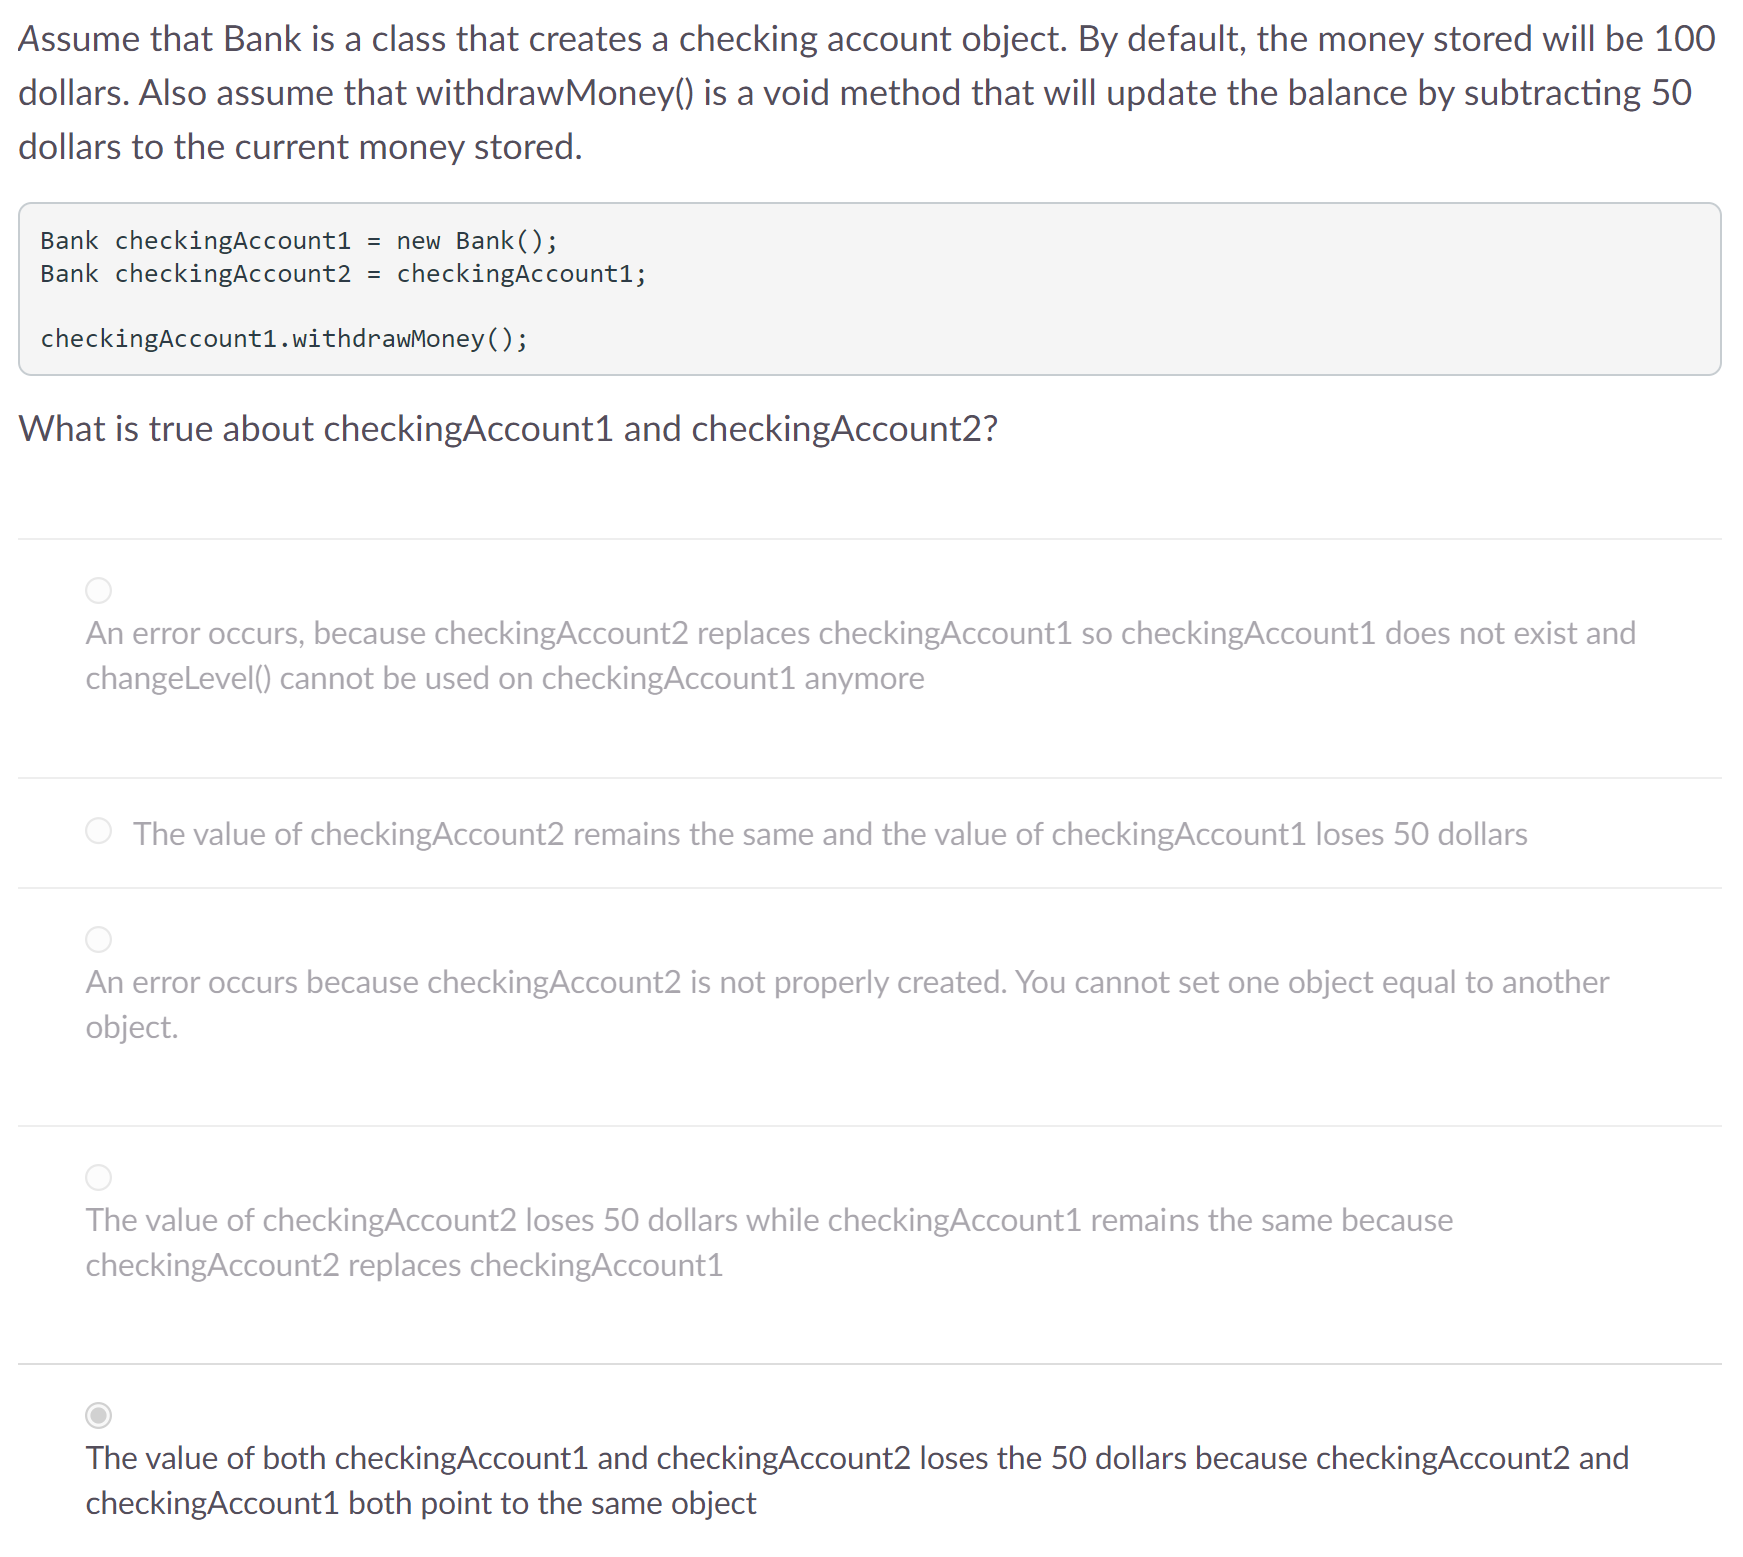 Assume that Bank is a class that creates a checking account object. By default, the money stored will be 100
dollars. Also assume that withdrawMoney() is a void method that will update the balance by subtracting 50
dollars to the current money stored.
Bank checkingAccount1 = new Bank();
Bank checkingAccount2 = checkingAccount1;
checkingAccount1.withdrawMoney();
What is true about checkingAccount1 and checkingAccount2?
An error occurs, because checkingAccount2 replaces checkingAccount1 so checkingAccount1 does not exist and
changeLevel() cannot be used on checkingAccount1 anymore
The value of checkingAccount2 remains the same and the value of checkingAccount1 loses 50 dollars
An error occurs because checkingAccount2 is not properly created. You cannot set one object equal to another
object.
The value of checkingAccount2 loses 50 dollars while checkingAccount1 remains the same because
checkingAccount2 replaces checkingAccount1
The value of both checkingAccount1 and checkingAccount2 loses the 50 dollars because checkingAccount2 and
checkingAccount1 both point to the same object